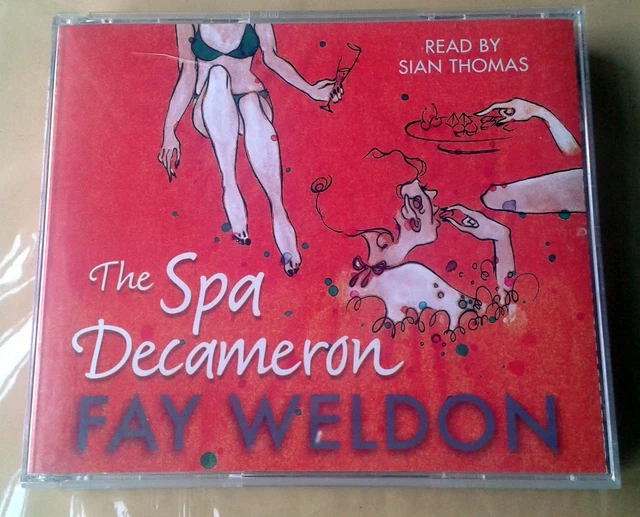 READ BY
SIAN THOMAS
The Spa
Decameron
FAY WELDON